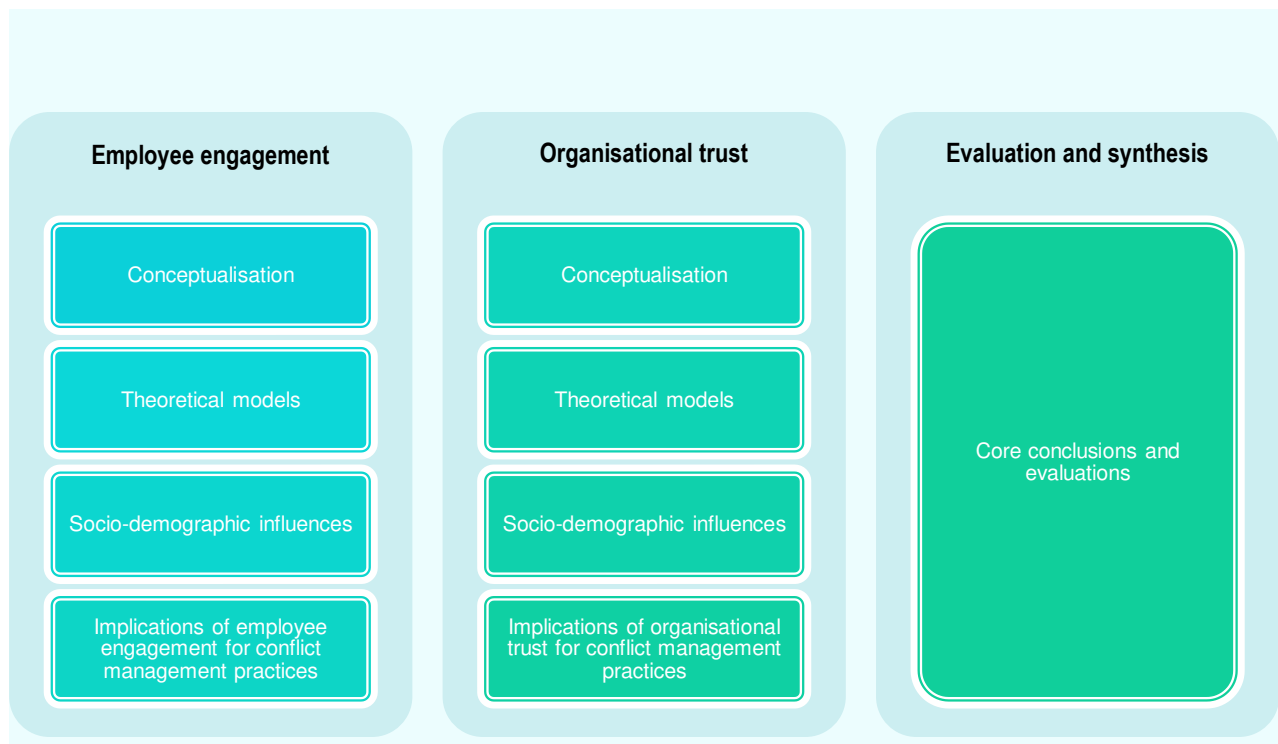 Employee engagement
Conceptualisation
Theoretical models
Socio-demographic influences
Implications of employee
engagement for conflict
management practices
Organisational trust
Conceptualisation
Theoretical models
Socio-demographic influences
Implications of organisational
trust for conflict management
practices
Evaluation and synthesis
Core conclusions and
evaluations